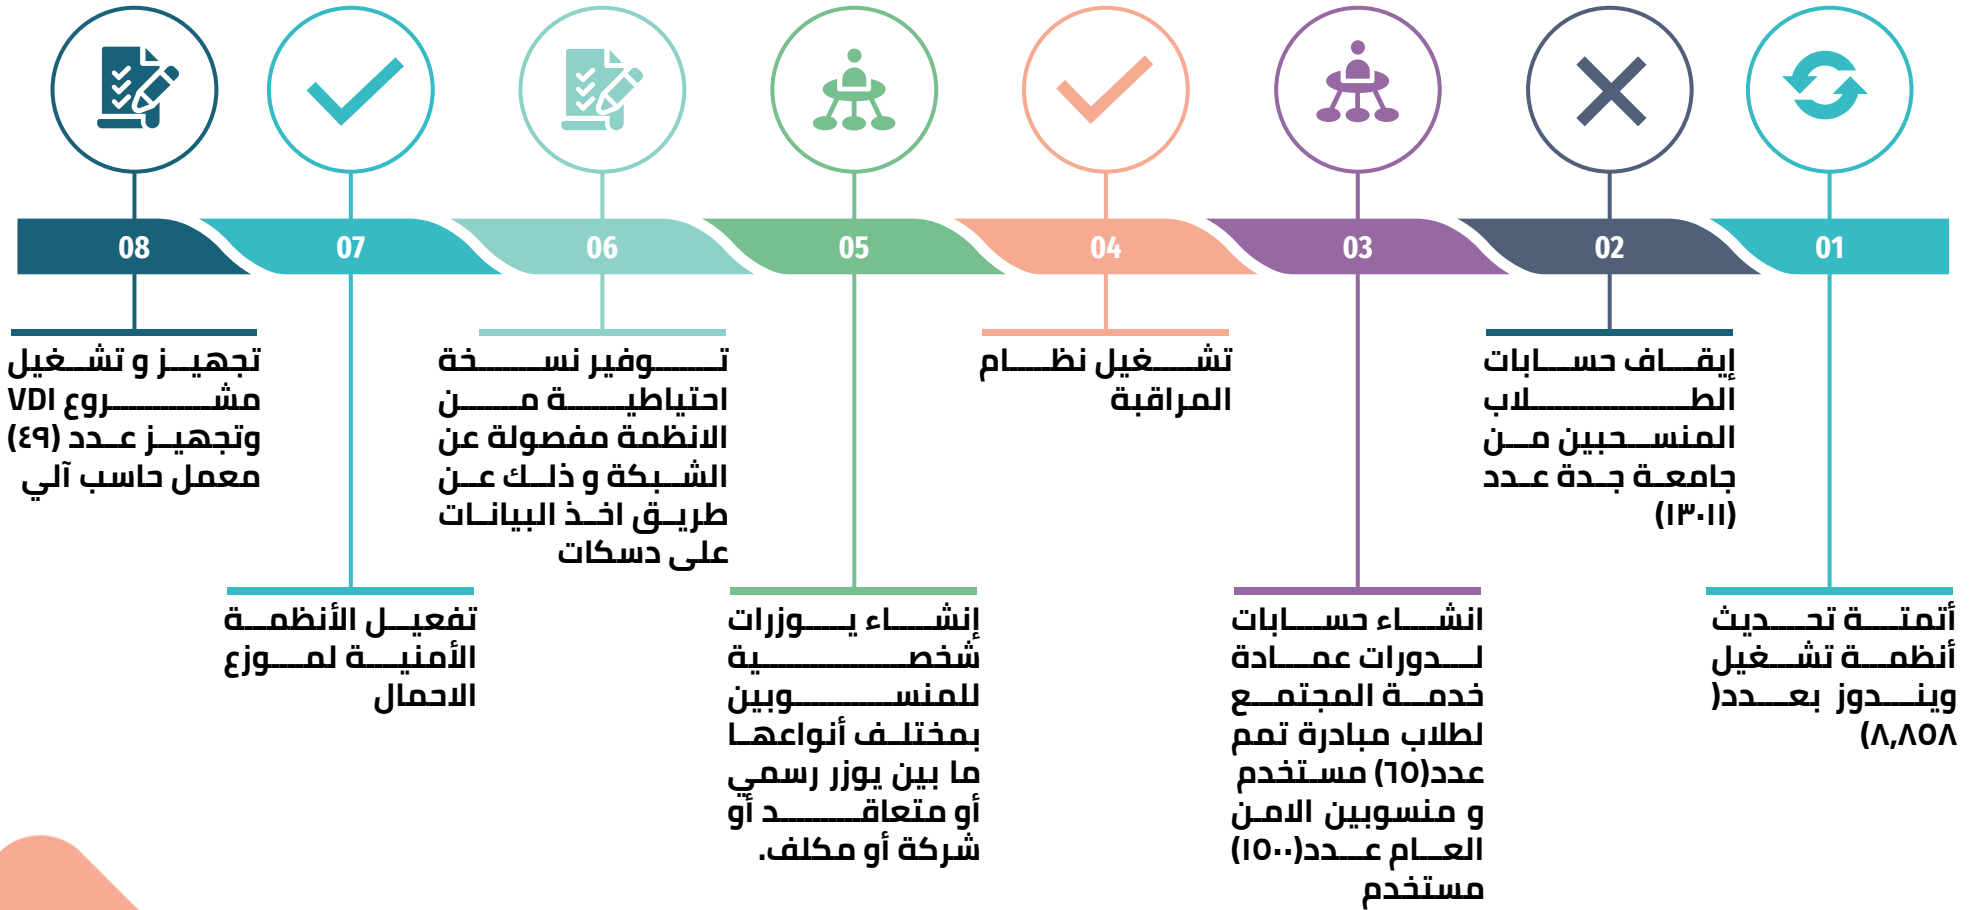 01
أتمتة تحديث
أنظمة تشغيل
ويندوز بعدد(
٨,٨٥٨)
02
إيقاف حسابات
الطلاب
المنسحبين من
جامعة جدة عدد
(١٣٠١١)
03
انشاء حسابات
لدورات عمادة
خدمة المجتمع
لطلاب مبادرة تمم
عدد(٦٥) مستخدم
و منسوبين الامن
العام عدد(١٥٠٠)
مستخدم
04
تشغيل نظام
المراقبة
05
إنشاء يوزرات
شخصية
للمنسوبين
بمختلف أنواعها
ما بين يوزر رسمي
أو متعاقد أو
شركة أو مكلف.
06
توفير نسخة
احتياطية من
الانظمة مفصولة عن
الشبكة و ذلك عن
طريق اخذ البيانات
على دسكات
07
تفعيل الأنظمة
الأمنية لموزع
الاحمال
08
تجهيز و تشغيل
مشروع VDI
وتجهيز عدد (٤٩)
معمل حاسب آلي